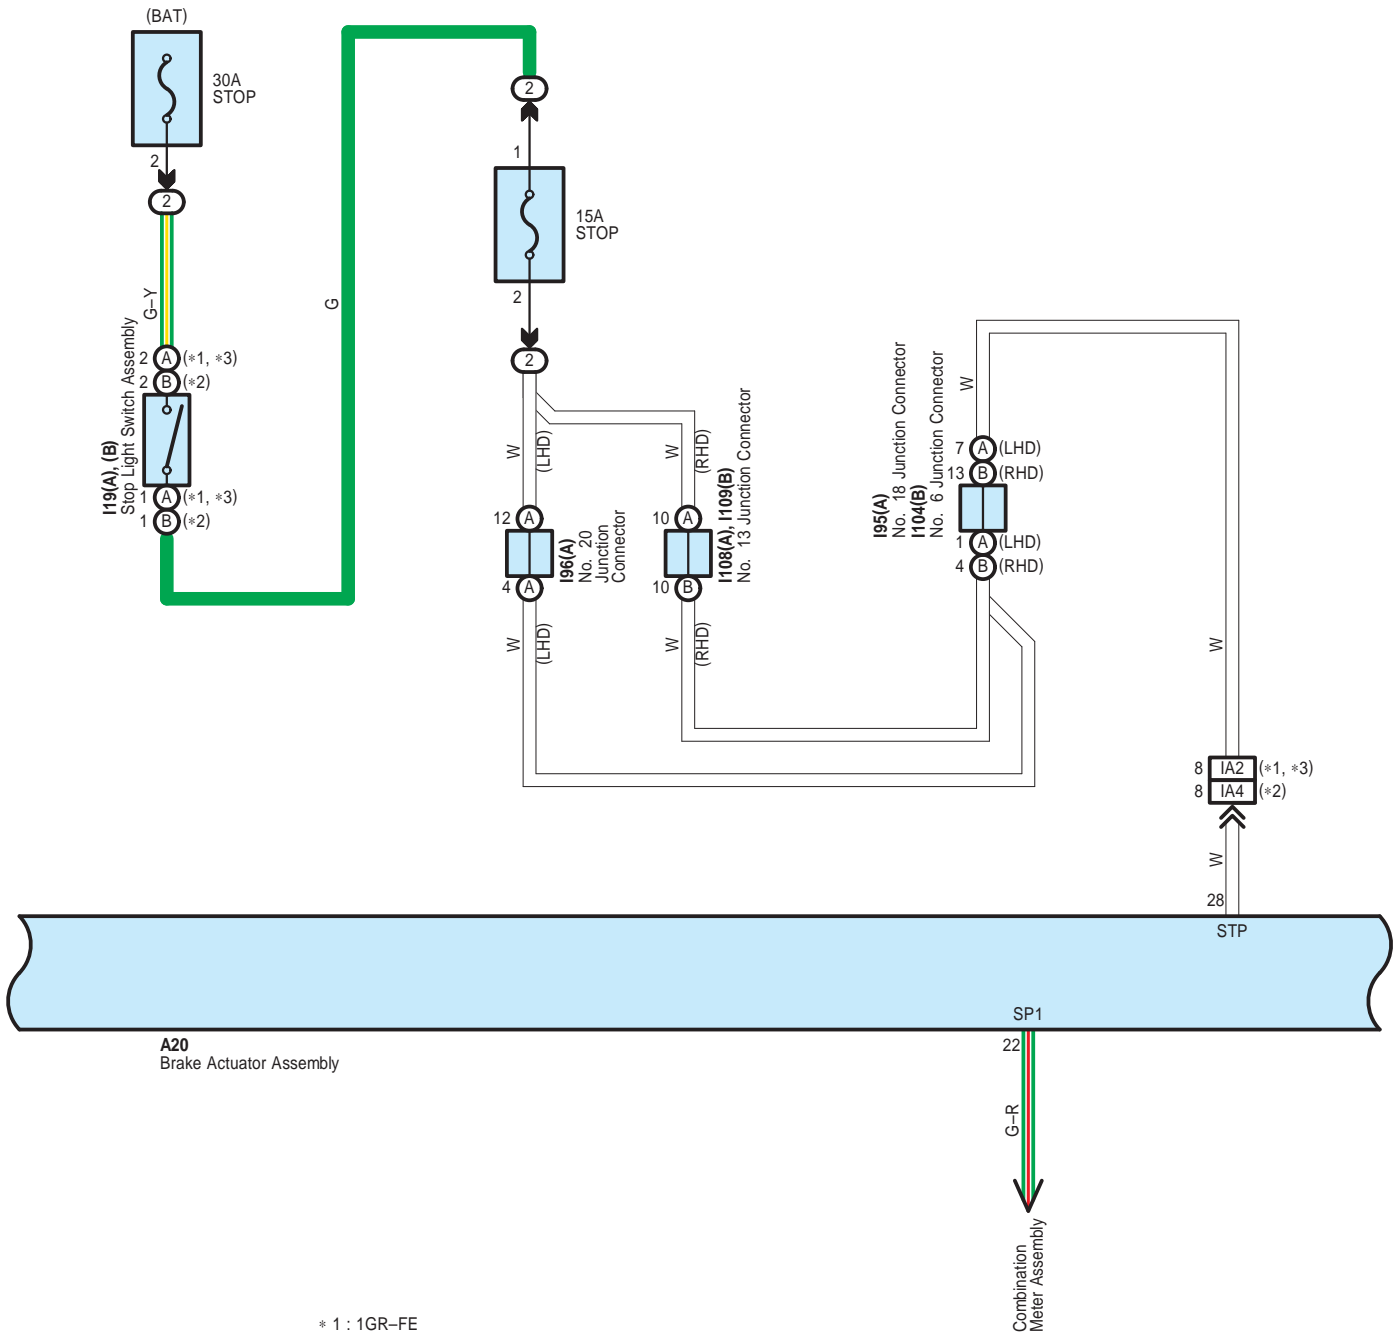 (BAT)
30A
STOP
2
2
G–Y
2 A (∗1, ∗3)
2 B (∗2)
I19(A), (B)
Stop Light Switch Assembly
1 A (∗1, ∗3)
1 B (∗2)
G
2
1
15A
STOP
2
2
W
(LHD)
W
(RHD)
12 A
I96(A)
No. 20
Junction
Connector
4 A
10 A
I108(A), I109(B)
No. 13 Junction Connector
10 B
W
(LHD)
W
(RHD)
W
7 A (LHD)
13 B (RHD)
I95(A)
No. 18 Junction Connector
I104(B)
No. 6 Junction Connector
1 A (LHD)
4 B (RHD)
W
8 IA2 (∗1, ∗3)
8 IA4 (∗2)
W
28
STP
SP1
22
A20
Brake Actuator Assembly
G–R
Combination
Meter Assembly
∗ 1 : 1GR–FE